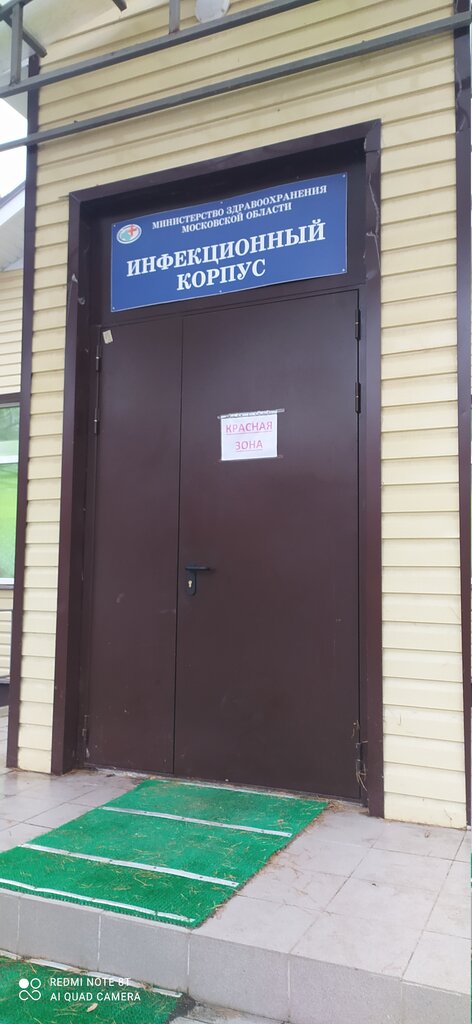 МИНИСТЕРСТВО ЗДРАВООХРАНЕНИЯ
МОСКОВСКОЙ ОБЛАСТИ
ИНФЕКЦИОННЫЙ
КОРПУС
КРАСНАЯ
ЗОНА
REDMI NOTE 8T
AI QUAD CAMERA